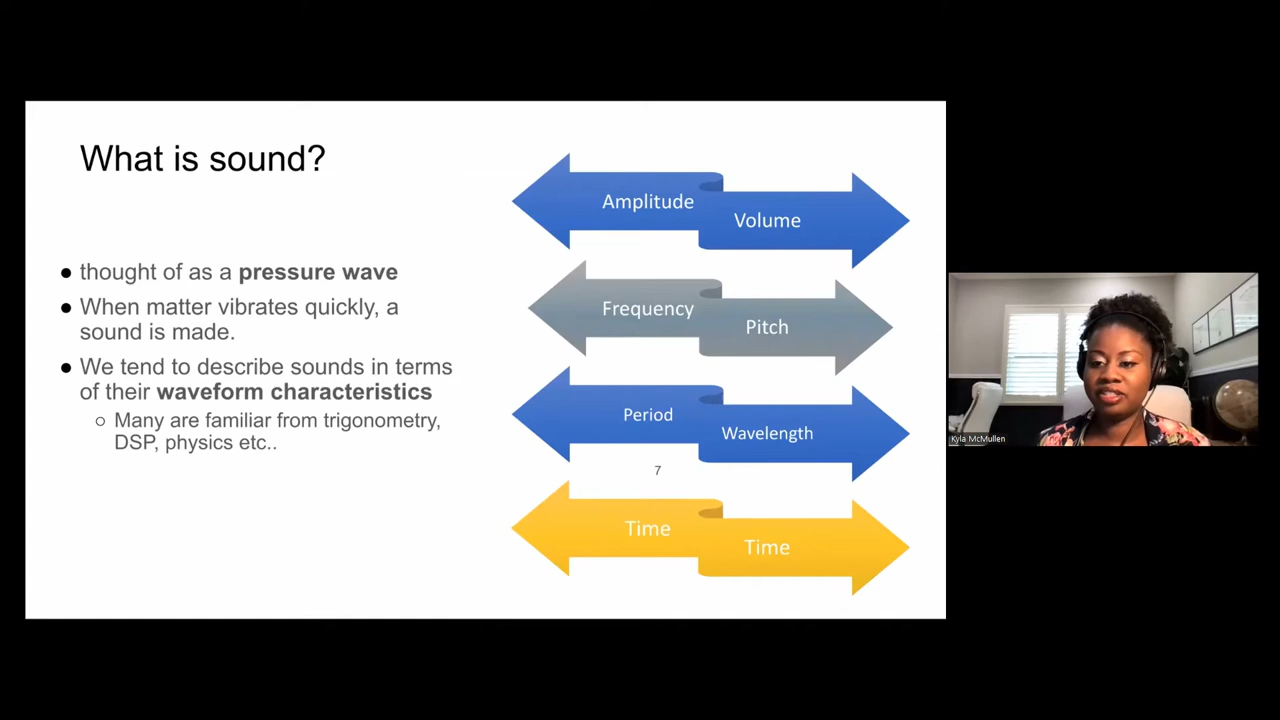 What is sound?
● thought of as a pressure wave
● When matter vibrates quickly, a
sound is made.
● We tend to describe sounds in terms
of their waveform characteristics
○ Many are familiar from trigonometry,
DSP, physics etc..
Amplitude
Volume
Frequency
Pitch
Period
Wavelength
7
Time
Time
Kyla McMullen